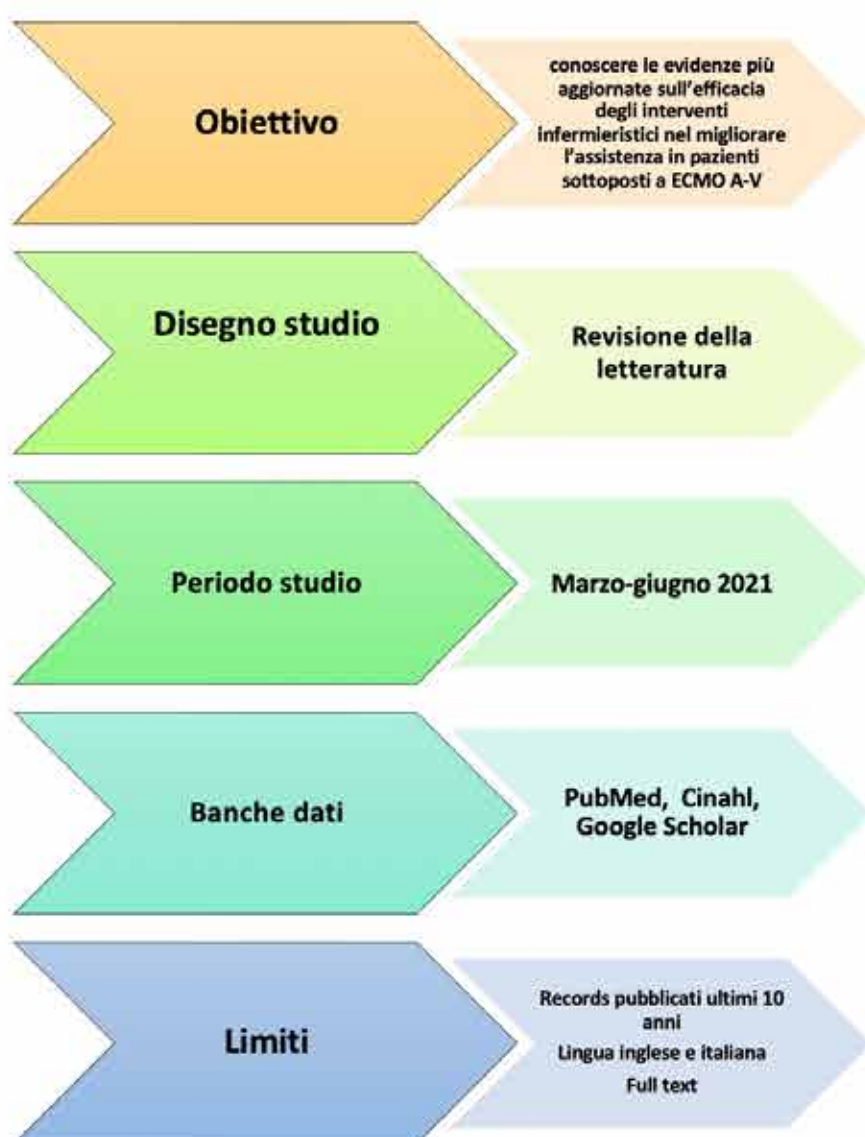 Obiettivo
conoscere le evidenze più
aggiornate sull'efficacia
degli interventi
infermieristici nel migliorare
l'assistenza in pazienti
sottoposti a ECMO A-V
Disegno studio
Revisione della
letteratura
Periodo studio
Marzo-giugno 2021
Banche dati
PubMed, Cinahl,
Google Scholar
Limiti
Records pubblicati ultimi 10
anni
Lingua inglese e italiana
Full text